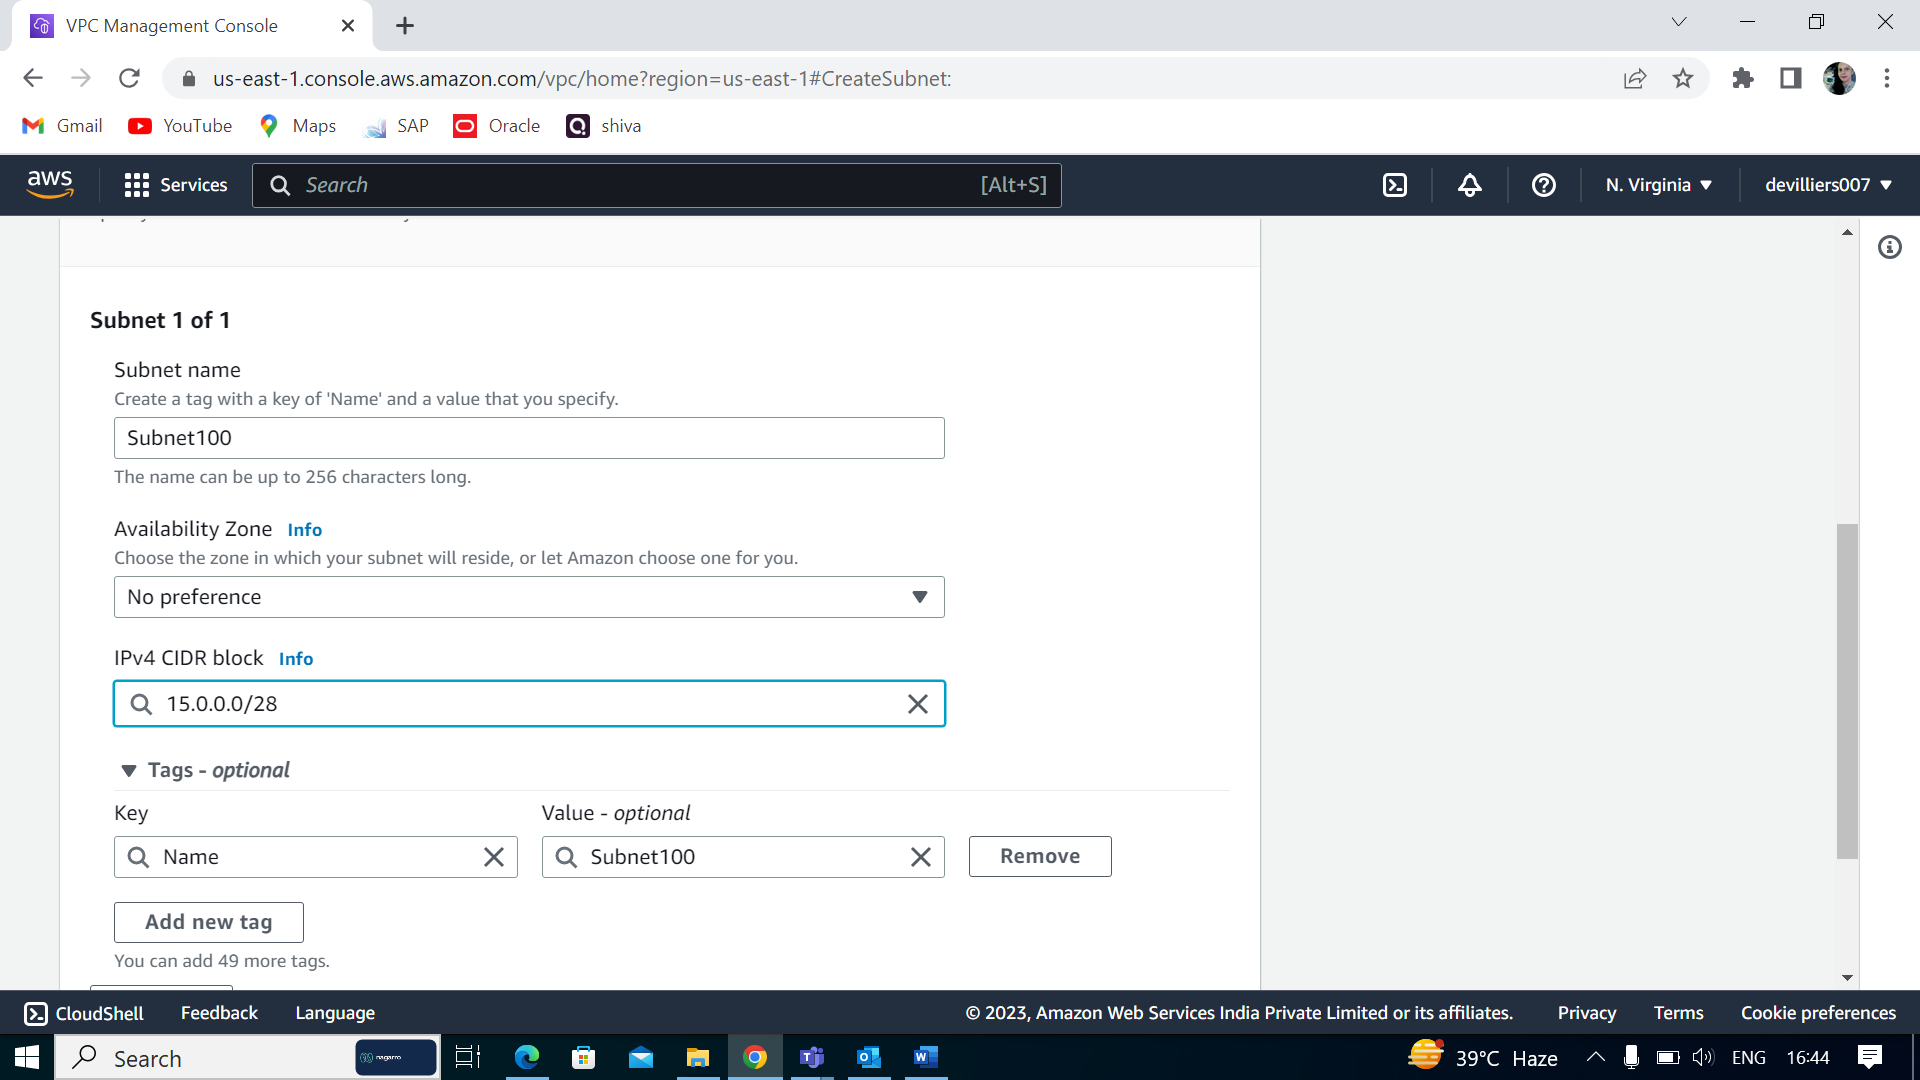 VPC Management Console
us-east-1.console.aws.amazon.com/vpc/home?region=us-east-1#CreateSubnet:
Gmail YouTube Maps SAP Oracle shiva
aws Services Search [Alt+S] N. Virginia devilliers007
Subnet 1 of 1
Subnet name
Create a tag with a key of 'Name' and a value that you specify.
Subnet100
The name can be up to 256 characters long.
Availability Zone Info
Choose the zone in which your subnet will reside, or let Amazon choose one for you.
No preference
IPv4 CIDR block Info
15.0.0.0/28
Tags - optional
Key Value - optional
Name Subnet100 Remove
Add new tag
You can add 49 more tags.
CloudShell Feedback Language © 2023, Amazon Web Services India Private Limited or its affiliates. Privacy Terms Cookie preferences
Search nagarro 39°C Haze ENG 16:44